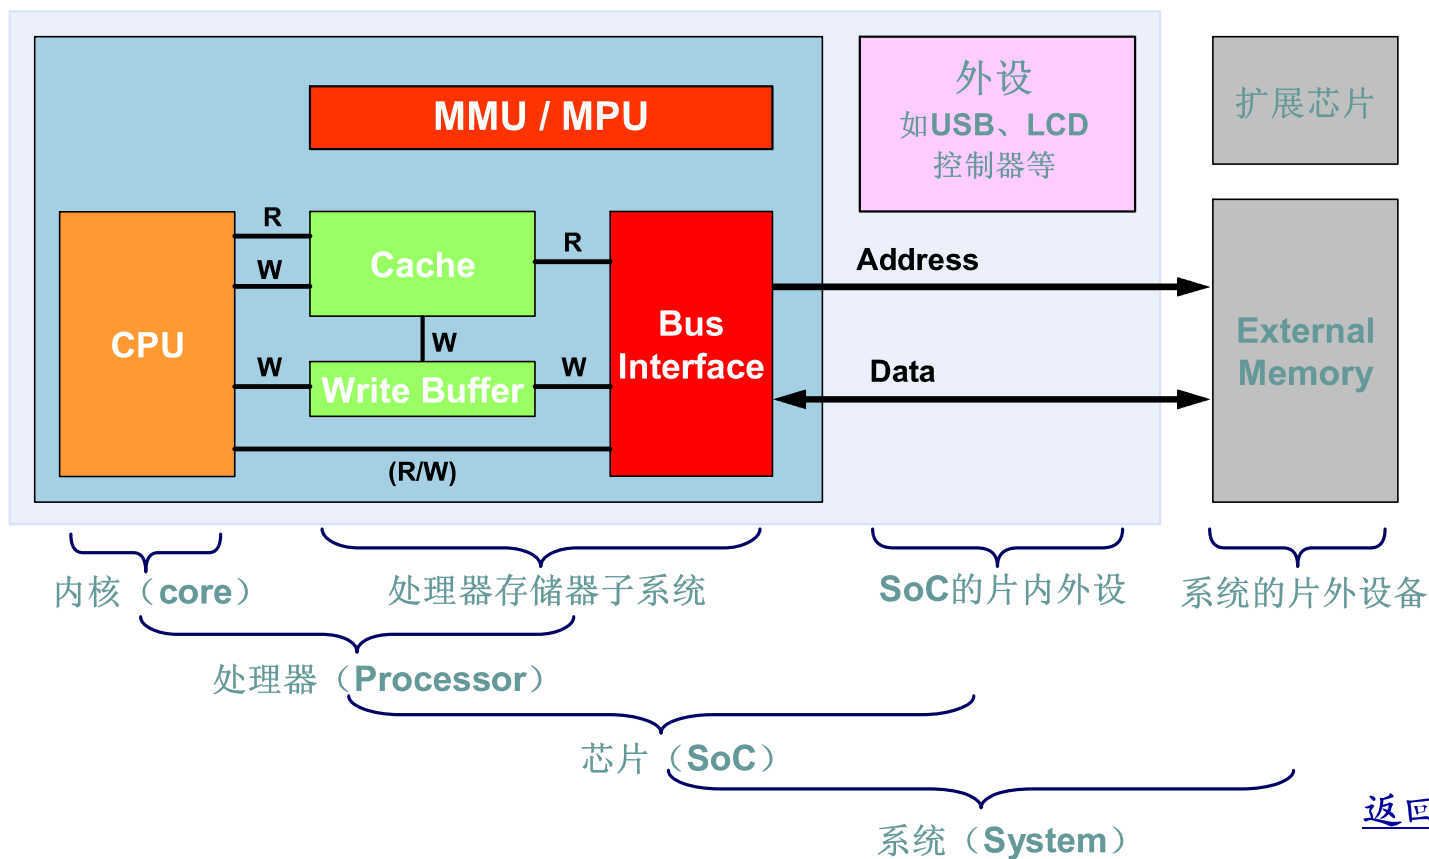 MMU / MPU
外设
如USB、LCD
控制器等
扩展芯片
R
W
Cache
R
Address
CPU
W
Bus
Interface
External
Memory
W
Write Buffer
W
Data
(R/W)
内核（core）
处理器存储器子系统
SoC的片内外设
系统的片外设备
处理器（Processor）
芯片（SoC）
系统（System）
返回